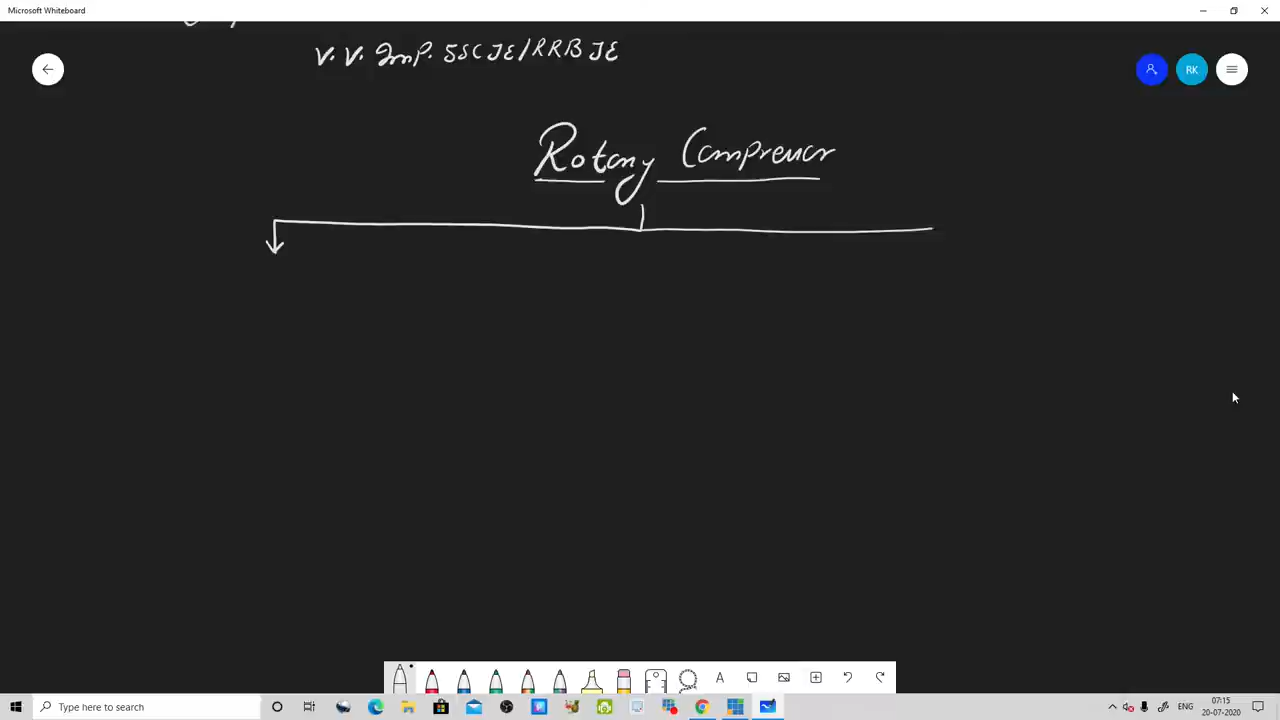 Microsoft Whiteboard
V. V. Imp. SSC JE/RRB JE
RK
Rotary Compressor
Type here to search
ENG
07:15
20-07-2020